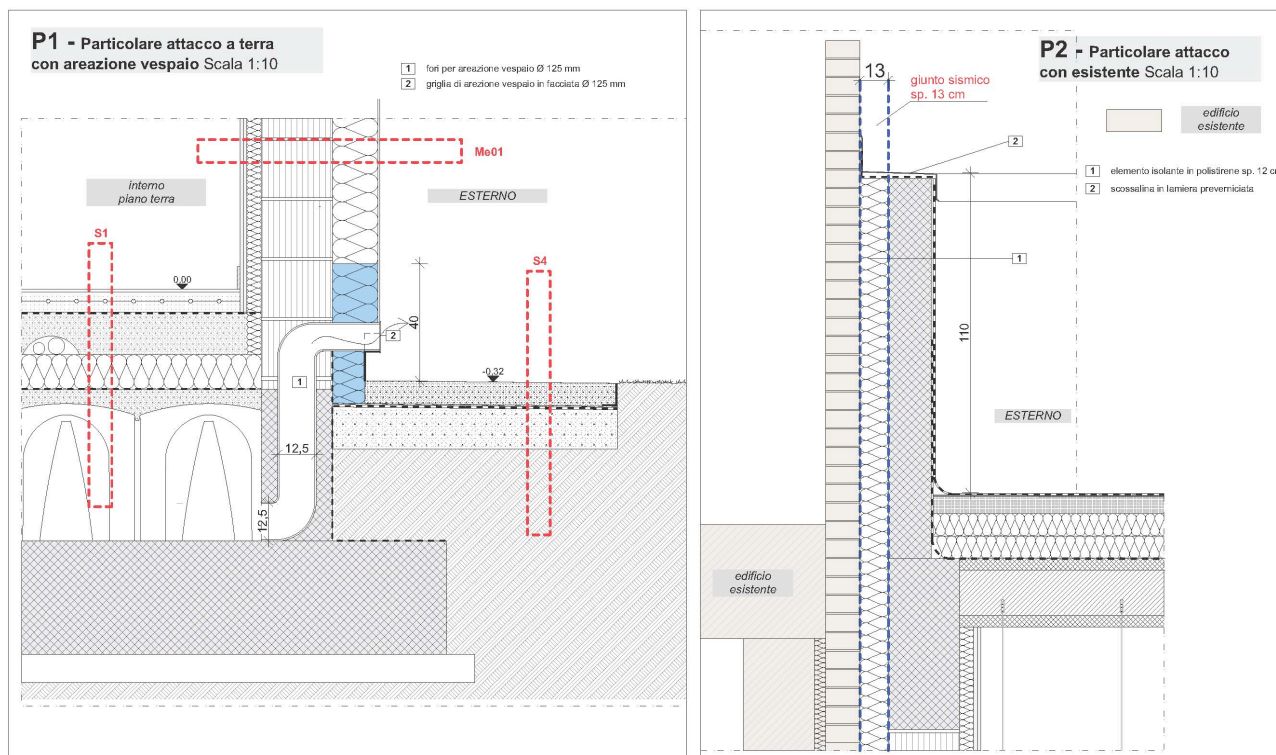 P1 - Particolare attacco a terra
con areazione vespaio Scala 1:10
1 fori per areazione vespaio Ø 125 mm
2 griglia di arezione vespaio in facciata Ø 125 mm
Me01
interno
piano terra
ESTERNO
S1
S4
0,00
40
2
-0,32
1
12,5
12,5
P2 - Particolare attacco
con esistente Scala 1:10
13
giunto sismico
sp. 13 cm
edificio
esistente
2
1 elemento isolante in polistirene sp. 12 cm
2 scossalina in lamiera preverniciata
1
110
ESTERNO
edificio
esistente